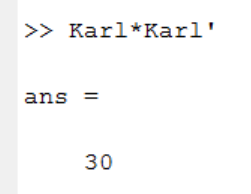 >> Karl*Karl'
ans =
30